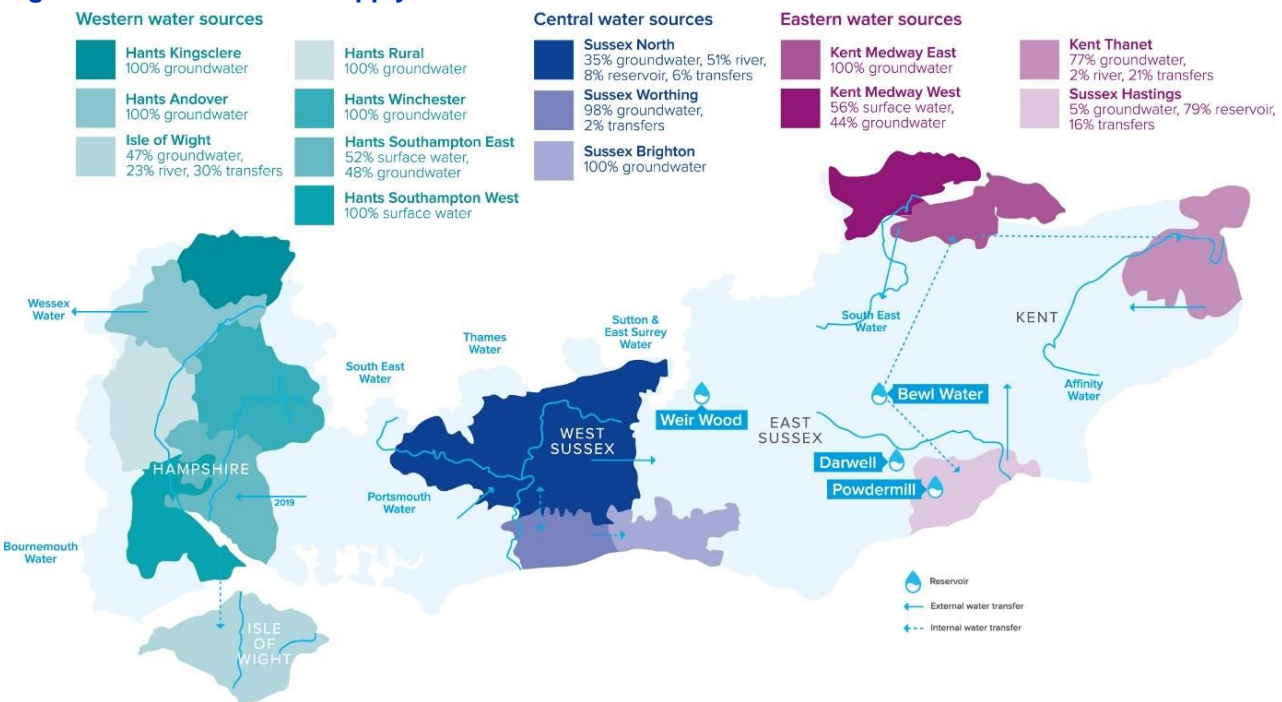 Western water sources
Hants Kingsclere
100% groundwater
Hants Andover
100% groundwater
Isle of Wight
47% groundwater,
23% river, 30% transfers
Hants Rural
100% groundwater
Hants Winchester
100% groundwater
Hants Southampton East
52% surface water,
48% groundwater
Hants Southampton West
100% surface water
Central water sources
Sussex North
35% groundwater, 51% river,
8% reservoir, 6% transfers
Sussex Worthing
98% groundwater,
2% transfers
Sussex Brighton
100% groundwater
Eastern water sources
Kent Medway East
100% groundwater
Kent Medway West
56% surface water,
44% groundwater
Kent Thanet
77% groundwater,
2% river, 21% transfers
Sussex Hastings
5% groundwater, 79% reservoir,
16% transfers
Wessex
Water
South East
Water
Thames
Water
Sutton &
East Surrey
Water
South East
Water
KENT
Affinity
Water
Weir Wood
Bewl Water
EAST
SUSSEX
WEST
SUSSEX
Darwell
Powdermill
HAMPSHIRE
2019
Portsmouth
Water
Bournemouth
Water
ISLE
OF
WIGHT
Reservoir
External water transfer
Internal water transfer